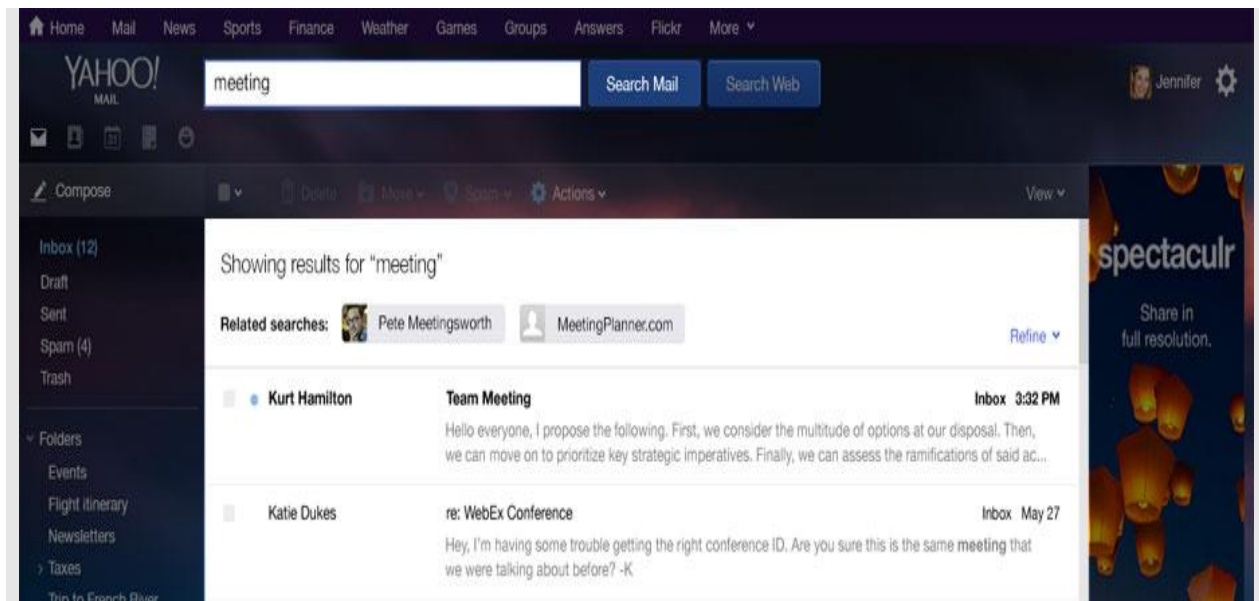 Home Mail News Sports Finance Weather Games Groups Answers Flickr More
YAHOO!
MAIL
meeting
Search Mail
Search Web
Jennifer
31
Compose
Delete Move Spam Actions View
Inbox (12)
Draft
Sent
Spam (4)
Trash
Folders
Events
Flight itinerary
Newsletters
Taxes
Trip to French River
Showing results for “meeting”
Related searches: Pete Meetingsworth MeetingPlanner.com
Refine
Kurt Hamilton Team Meeting Inbox 3:32 PM
Hello everyone, I propose the following. First, we consider the multitude of options at our disposal. Then,
we can move on to prioritize key strategic imperatives. Finally, we can assess the ramifications of said ac...
Katie Dukes re: WebEx Conference Inbox May 27
Hey, I'm having some trouble getting the right conference ID. Are you sure this is the same meeting that
we were talking about before? -K
spectaculr
Share in
full resolution.